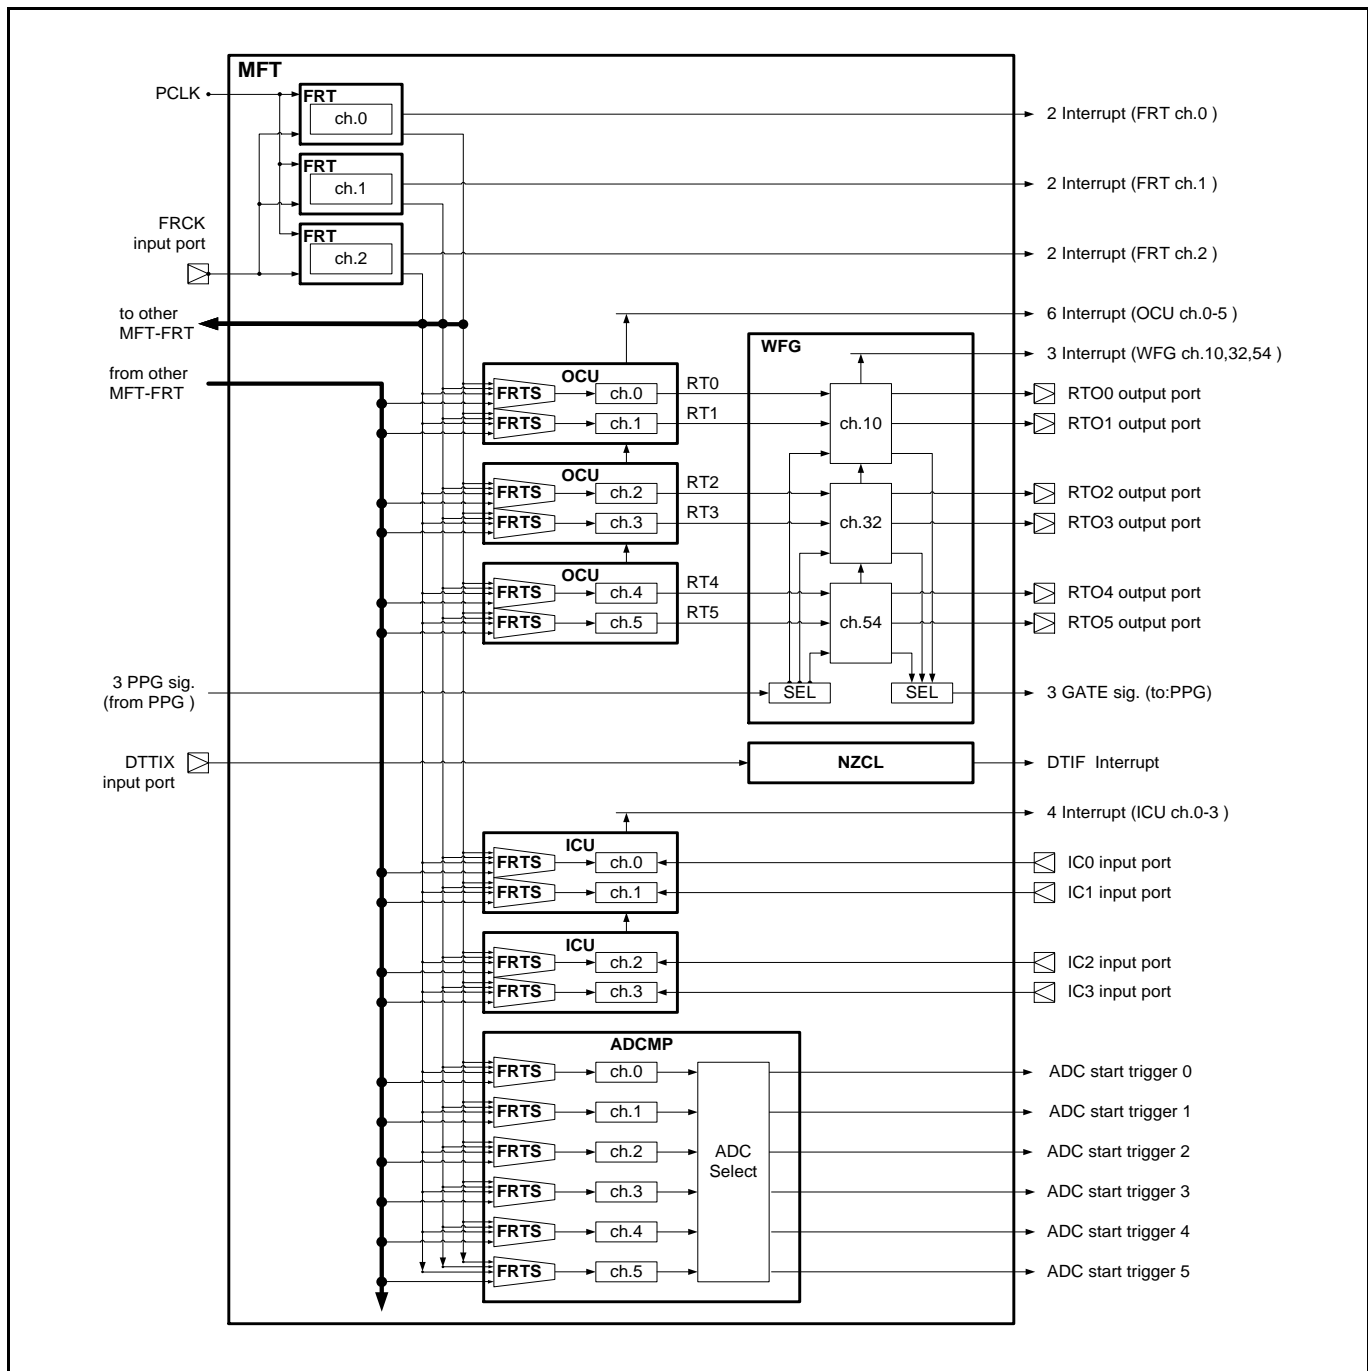 MFT
PCLK
FRT
ch.0
2 Interrupt (FRT ch.0 )
FRT
ch.1
2 Interrupt (FRT ch.1 )
FRCK
input port
FRT
ch.2
2 Interrupt (FRT ch.2 )
to other
MFT-FRT
6 Interrupt (OCU ch.0-5 )
WFG
3 Interrupt (WFG ch.10,32,54 )
from other
MFT-FRT
OCU
FRTS
ch.0
RT0
RTO0 output port
FRTS
ch.1
RT1
ch.10
RTO1 output port
OCU
FRTS
ch.2
RT2
RTO2 output port
FRTS
ch.3
RT3
ch.32
RTO3 output port
OCU
FRTS
ch.4
RT4
RTO4 output port
FRTS
ch.5
RT5
ch.54
RTO5 output port
3 PPG sig.
(from PPG )
SEL
SEL
3 GATE sig. (to:PPG)
DTTIX
input port
NZCL
DTIF Interrupt
4 Interrupt (ICU ch.0-3 )
ICU
FRTS
ch.0
IC0 input port
FRTS
ch.1
IC1 input port
ICU
FRTS
ch.2
IC2 input port
FRTS
ch.3
IC3 input port
ADCMP
FRTS
ch.0
ADC start trigger 0
FRTS
ch.1
ADC start trigger 1
FRTS
ch.2
ADC
Select
ADC start trigger 2
FRTS
ch.3
ADC start trigger 3
FRTS
ch.4
ADC start trigger 4
FRTS
ch.5
ADC start trigger 5